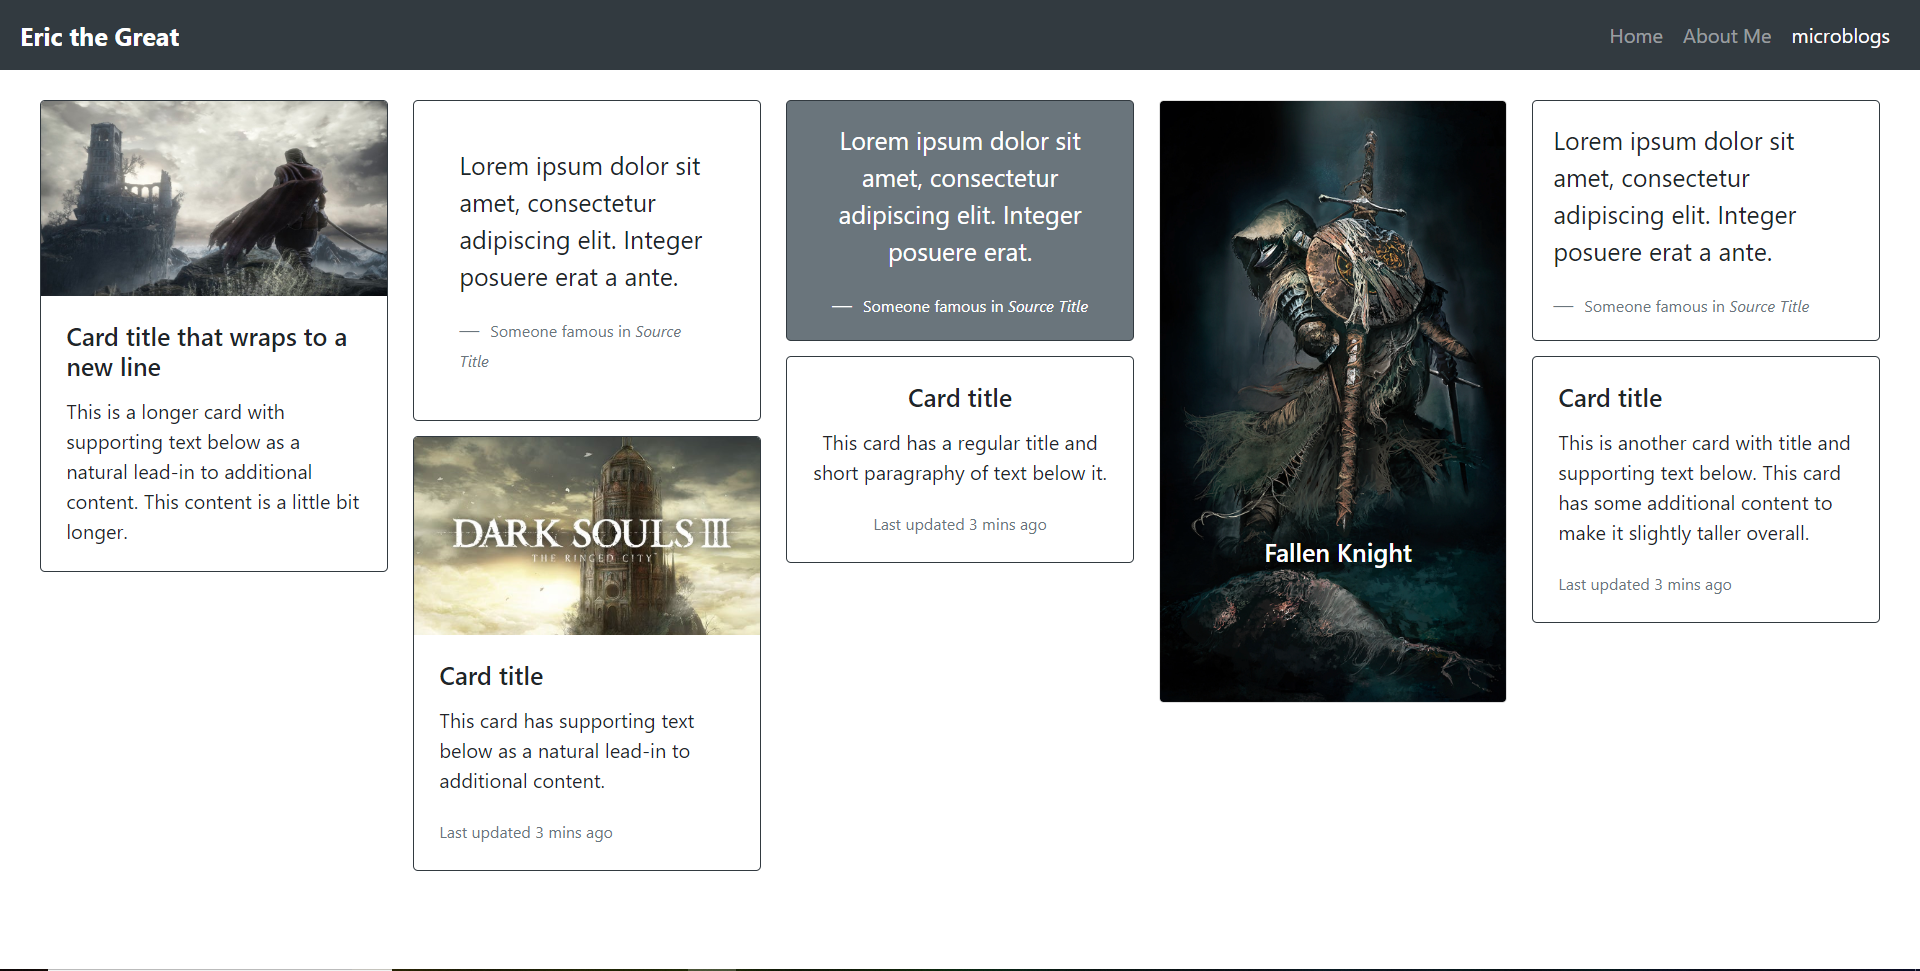 Eric the Great
Home About Me microblogs
Card title that wraps to a
new line
This is a longer card with
supporting text below as a
natural lead-in to additional
content. This content is a little bit
longer.
Lorem ipsum dolor sit
amet, consectetur
adipiscing elit. Integer
posuere erat a ante.
— Someone famous in Source
Title
DARK SOULS III
THE RINGED CITY
Card title
This card has supporting text
below as a natural lead-in to
additional content.
Last updated 3 mins ago
Lorem ipsum dolor sit
amet, consectetur
adipiscing elit. Integer
posuere erat.
— Someone famous in Source Title
Card title
This card has a regular title and
short paragraphy of text below it.
Last updated 3 mins ago
Fallen Knight
Lorem ipsum dolor sit
amet, consectetur
adipiscing elit. Integer
posuere erat a ante.
— Someone famous in Source Title
Card title
This is another card with title and
supporting text below. This card
has some additional content to
make it slightly taller overall.
Last updated 3 mins ago